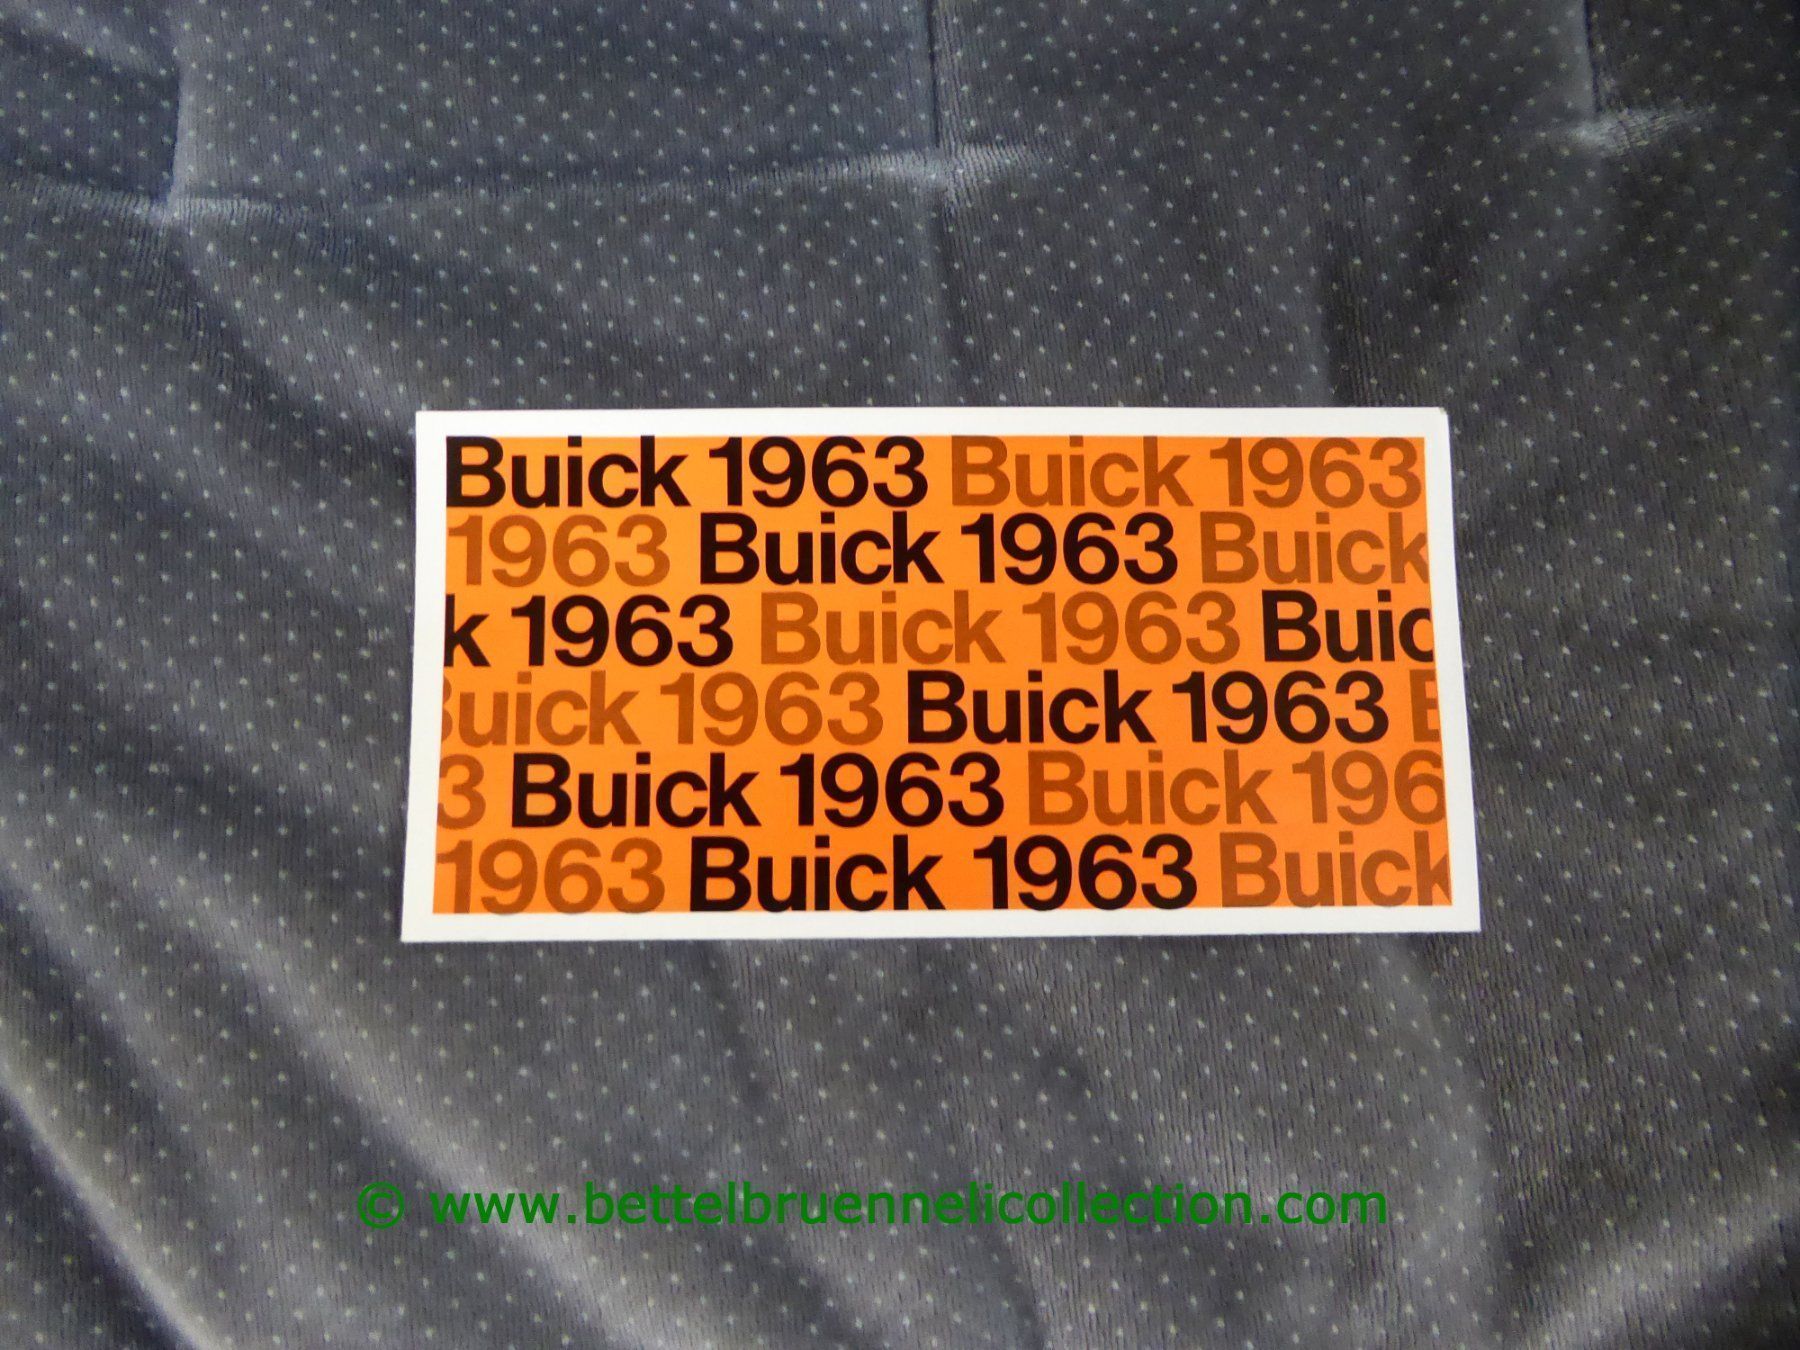 Buick 1963 Buick 1963
1963 Buick 1963 Buick
k 1963 Buick 1963 Buic
uick 1963 Buick 1963 B
3 Buick 1963 Buick 196
1963 Buick 1963 Buick
© www.bettelbruennelicollection.com